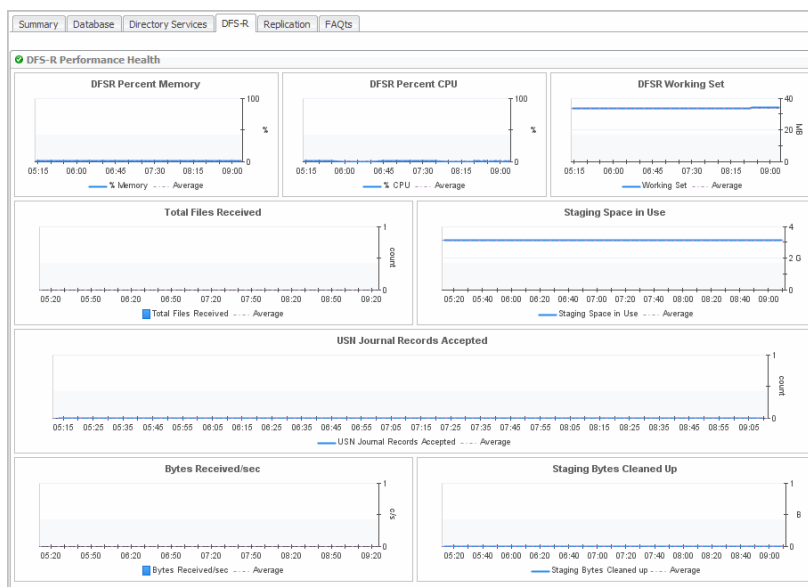 Summary Database Directory Services DFS-R Replication FAQts
DFS-R Performance Health
DFSR Percent Memory
100
%
0
05:15 06:00 06:45 07:30 08:15 09:00
% Memory Average
DFSR Percent CPU
100
%
0
05:15 06:00 06:45 07:30 08:15 09:00
% CPU Average
DFSR Working Set
40
20
MB
0
05:15 06:00 06:45 07:30 08:15 09:00
Working Set Average
Total Files Received
1
count
0
05:20 05:50 06:20 06:50 07:20 07:50 08:20 08:50 09:20
Total Files Received Average
Staging Space in Use
4
2 G
0
05:20 05:40 06:00 06:20 06:40 07:00 07:20 07:40 08:00 08:20 08:40 09:00
Staging Space in Use Average
USN Journal Records Accepted
1
count
0
05:15 05:25 05:35 05:45 05:55 06:05 06:15 06:25 06:35 06:45 06:55 07:05 07:15 07:25 07:35 07:45 07:55 08:05 08:15 08:25 08:35 08:45 08:55 09:05
USN Journal Records Accepted Average
Bytes Received/sec
1
c/s
0
05:20 05:50 06:20 06:50 07:20 07:50 08:20 08:50 09:20
Bytes Received/sec Average
Staging Bytes Cleaned Up
1
B
0
05:20 05:40 06:00 06:20 06:40 07:00 07:20 07:40 08:00 08:20 08:40 09:00
Staging Bytes Cleaned up Average